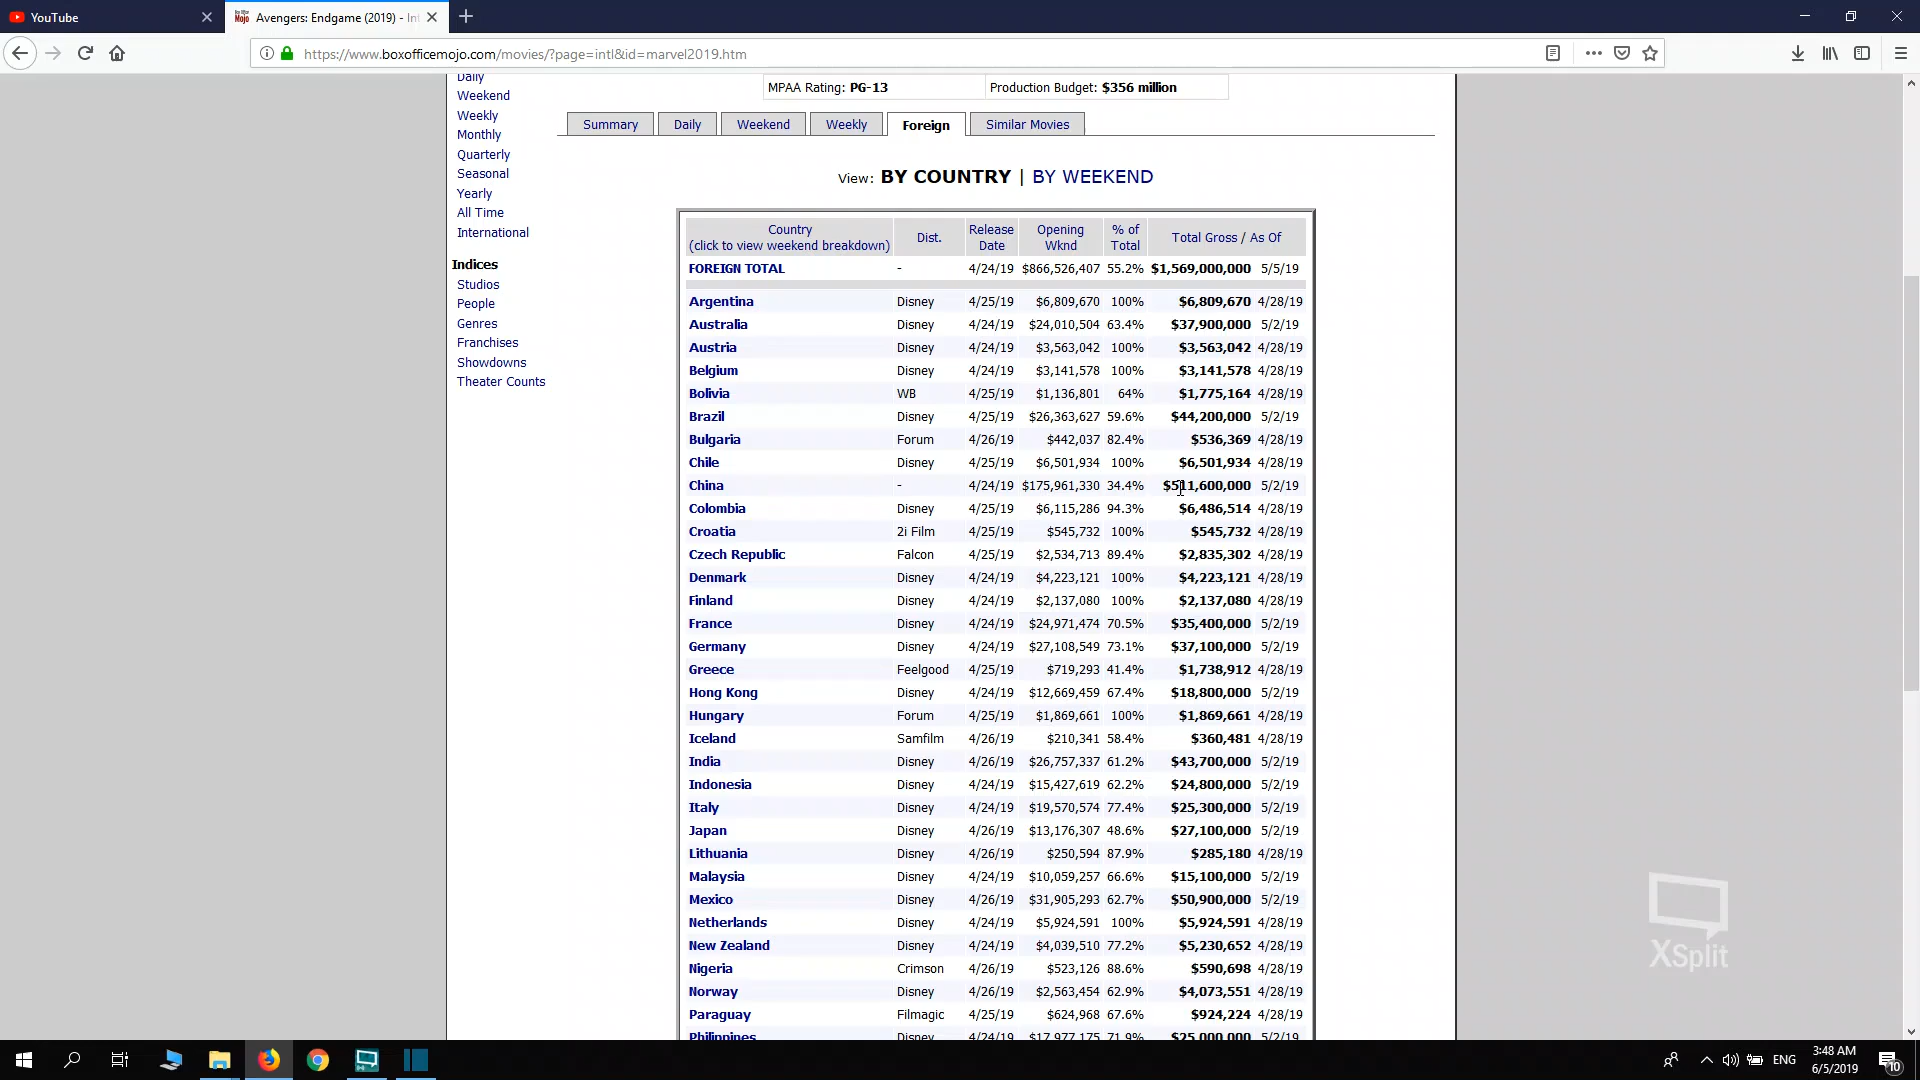 YouTube
Avengers: Endgame (2019) - Int
https://www.boxofficemojo.com/movies/?page=intl&id=marvel2019.htm
Daily
Weekend
Weekly
Monthly
Quarterly
Seasonal
Yearly
All Time
International
Indices
Studios
People
Genres
Franchises
Showdowns
Theater Counts
MPAA Rating: PG-13 Production Budget: $356 million
Summary Daily Weekend Weekly Foreign Similar Movies
View: BY COUNTRY | BY WEEKEND
Country (click to view weekend breakdown) Dist. Release Date Opening Wknd % of Total Total Gross / As Of
FOREIGN TOTAL - 4/24/19 $866,526,407 55.2% $1,569,000,000 5/5/19
Argentina Disney 4/25/19 $6,809,670 100% $6,809,670 4/28/19
Australia Disney 4/24/19 $24,010,504 63.4% $37,900,000 5/2/19
Austria Disney 4/24/19 $3,563,042 100% $3,563,042 4/28/19
Belgium Disney 4/24/19 $3,141,578 100% $3,141,578 4/28/19
Bolivia WB 4/25/19 $1,136,801 64% $1,775,164 4/28/19
Brazil Disney 4/25/19 $26,363,627 59.6% $44,200,000 5/2/19
Bulgaria Forum 4/26/19 $442,037 82.4% $536,369 4/28/19
Chile Disney 4/25/19 $6,501,934 100% $6,501,934 4/28/19
China - 4/24/19 $175,961,330 34.4% $511,600,000 5/2/19
Colombia Disney 4/25/19 $6,115,286 94.3% $6,486,514 4/28/19
Croatia 2i Film 4/25/19 $545,732 100% $545,732 4/28/19
Czech Republic Falcon 4/25/19 $2,534,713 89.4% $2,835,302 4/28/19
Denmark Disney 4/24/19 $4,223,121 100% $4,223,121 4/28/19
Finland Disney 4/24/19 $2,137,080 100% $2,137,080 4/28/19
France Disney 4/24/19 $24,971,474 70.5% $35,400,000 5/2/19
Germany Disney 4/24/19 $27,108,549 73.1% $37,100,000 5/2/19
Greece Feelgood 4/25/19 $719,293 41.4% $1,738,912 4/28/19
Hong Kong Disney 4/24/19 $12,669,459 67.4% $18,800,000 5/2/19
Hungary Forum 4/25/19 $1,869,661 100% $1,869,661 4/28/19
Iceland Samfilm 4/26/19 $210,341 58.4% $360,481 4/28/19
India Disney 4/26/19 $26,757,337 61.2% $43,700,000 5/2/19
Indonesia Disney 4/24/19 $15,427,619 62.2% $24,800,000 5/2/19
Italy Disney 4/24/19 $19,570,574 77.4% $25,300,000 5/2/19
Japan Disney 4/26/19 $13,176,307 48.6% $27,100,000 5/2/19
Lithuania Disney 4/26/19 $250,594 87.9% $285,180 4/28/19
Malaysia Disney 4/24/19 $10,059,257 66.6% $15,100,000 5/2/19
Mexico Disney 4/26/19 $31,905,293 62.7% $50,900,000 5/2/19
Netherlands Disney 4/24/19 $5,924,591 100% $5,924,591 4/28/19
New Zealand Disney 4/24/19 $4,039,510 77.2% $5,230,652 4/28/19
Nigeria Crimson 4/26/19 $523,126 88.6% $590,698 4/28/19
Norway Disney 4/26/19 $2,563,454 62.9% $4,073,551 4/28/19
Paraguay Filmagic 4/25/19 $624,968 67.6% $924,224 4/28/19
Philippines Disney 4/24/19 $17,977,175 71.9% $25,000,000 5/2/19
XSplit
ENG
3:48 AM
6/5/2019
10